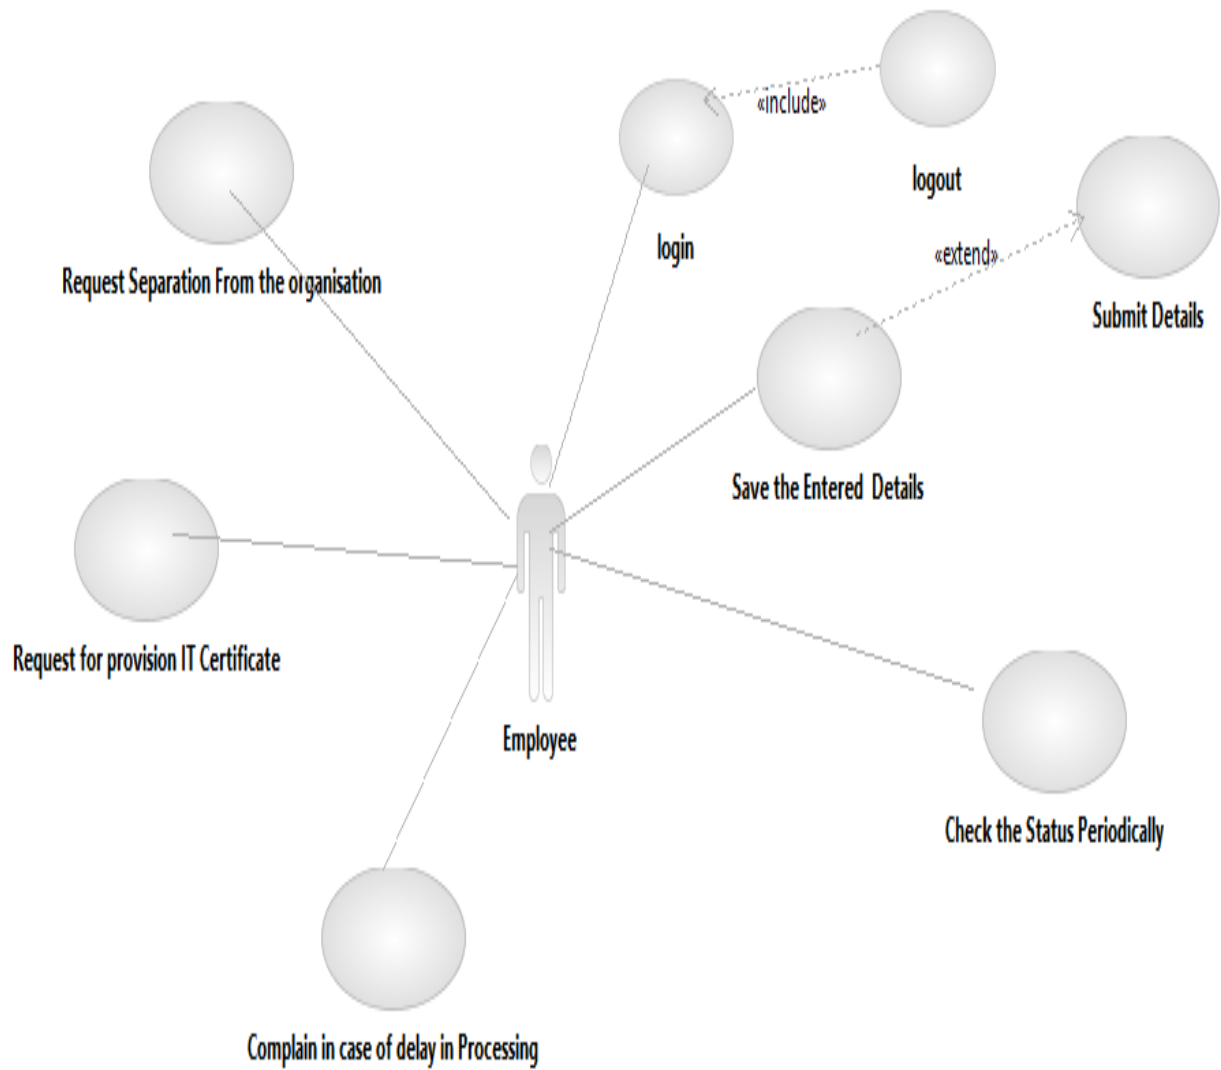 «include»
logout
login
«extend»
Request Separation From the organisation
Submit Details
Save the Entered  Details
Request for provision IT Certificate
Employee
Check the Status Periodically
Complain in case of delay in Processing